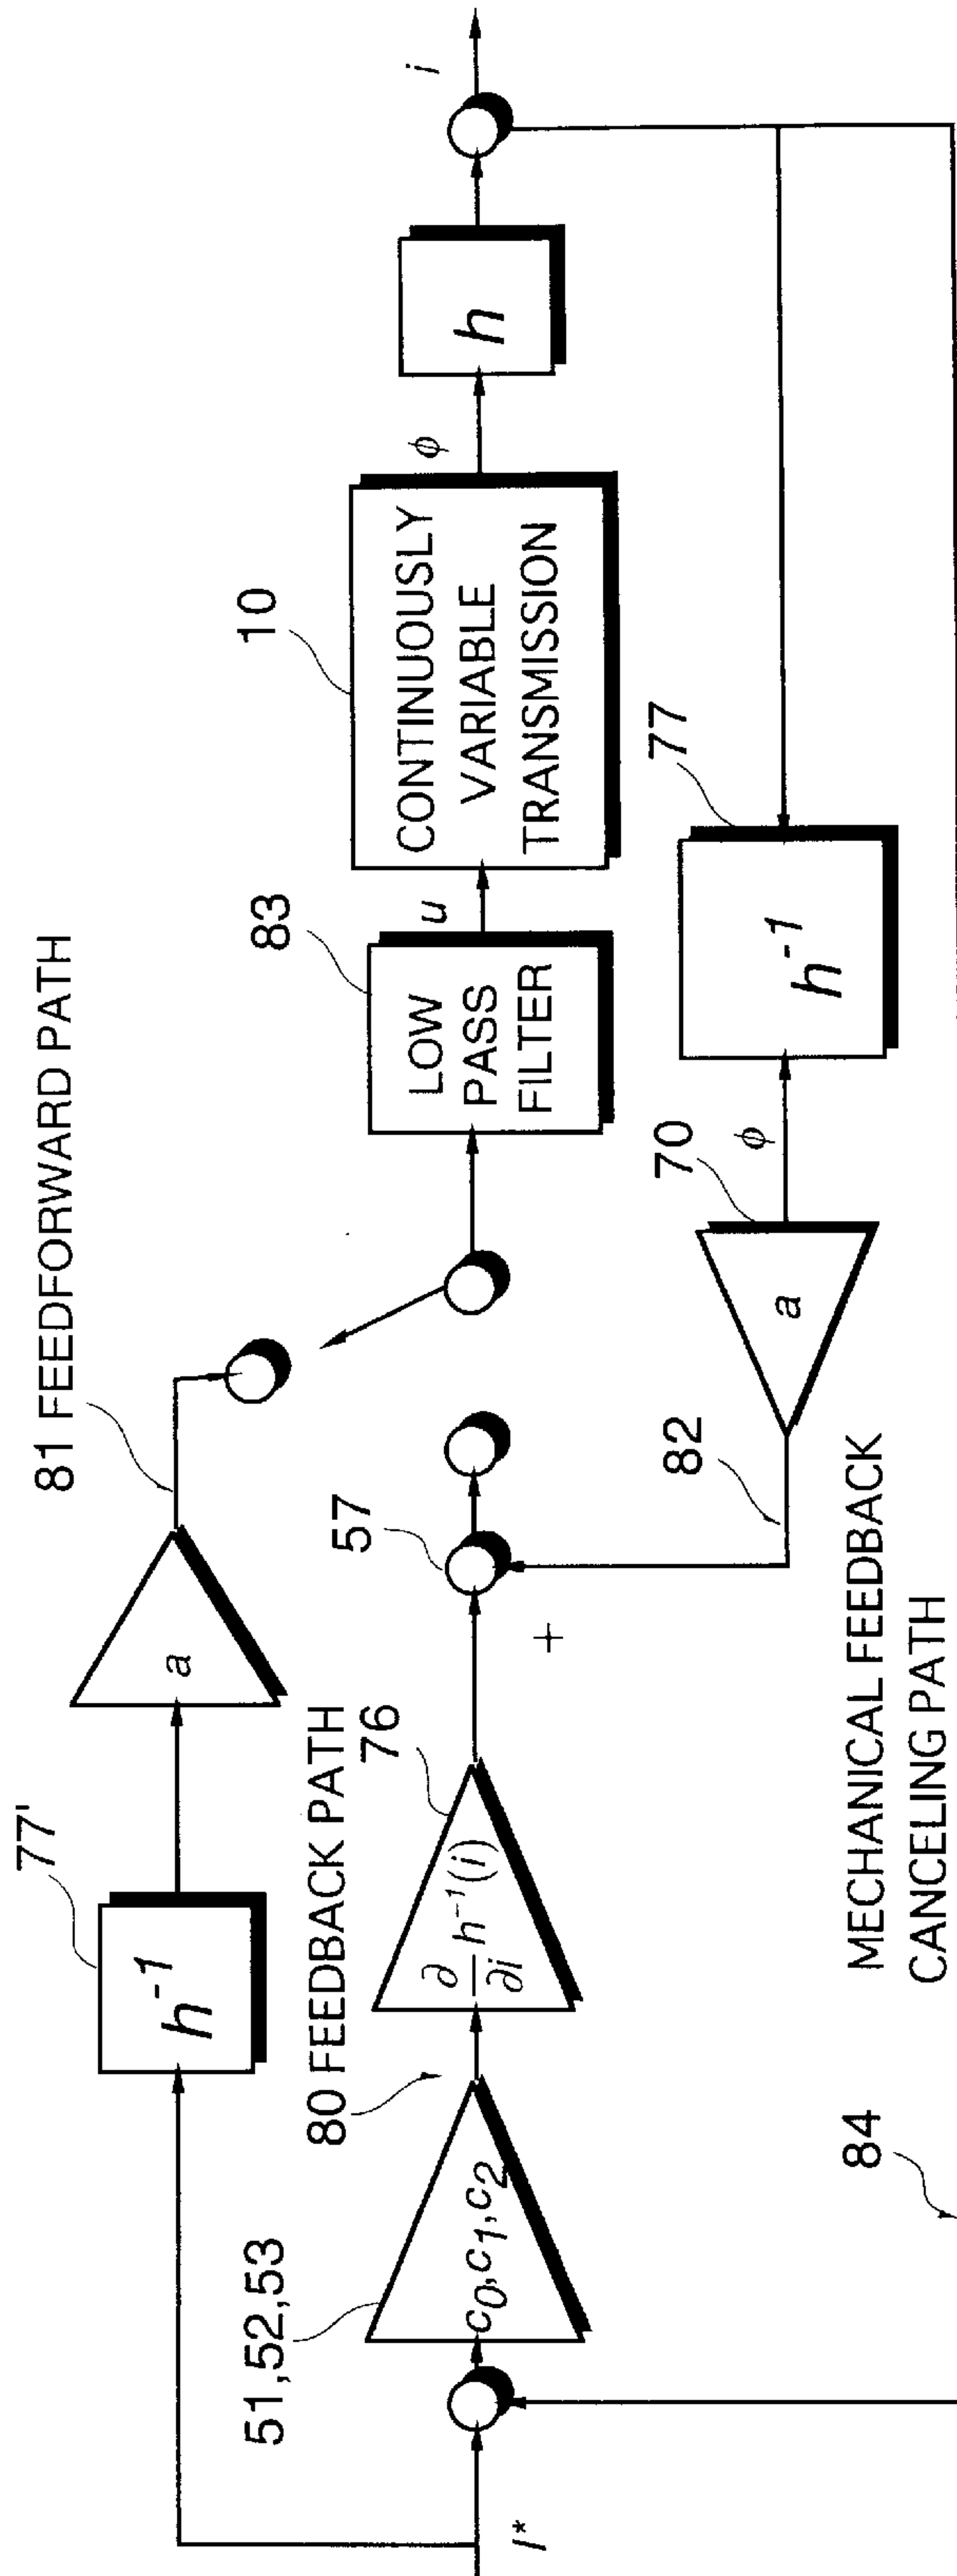 81 FEEDFORWARD PATH
77'
h⁻¹
a
10
83
i
51,52,53
80 FEEDBACK PATH
76
57
LOW
PASS
FILTER
u
CONTINUOUSLY
VARIABLE
TRANSMISSION
ϕ
h
I*
c₀,c₁,c₂
∂/∂i h⁻¹(i)
+
82
70
a
ϕ
77
h⁻¹
84
MECHANICAL FEEDBACK
CANCELING PATH